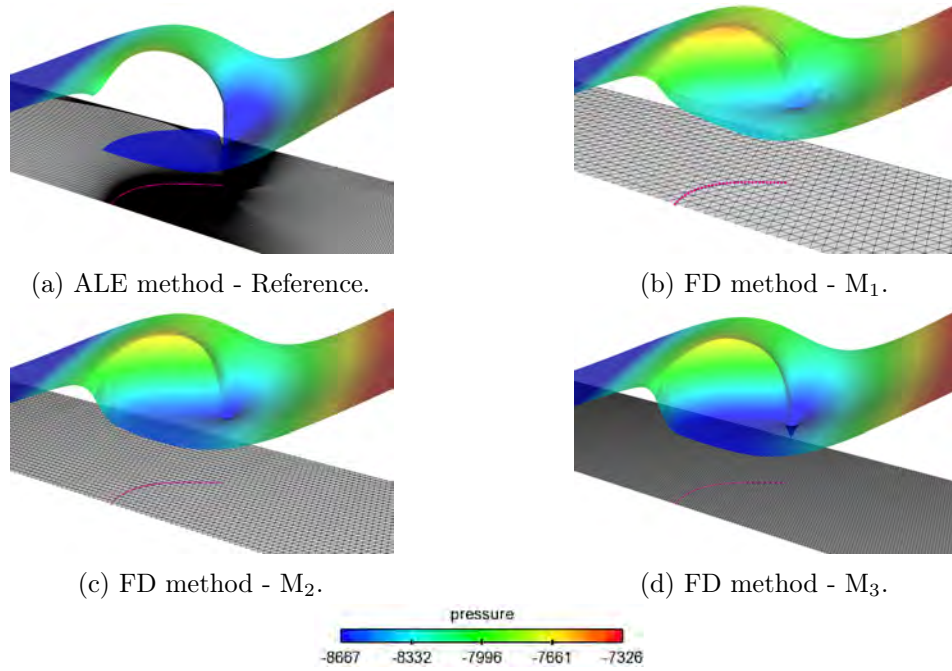 (a) ALE method - Reference.
(b) FD method - M₁.
(c) FD method - M₂.
(d) FD method - M₃.
pressure
-8667 -8332 -7996 -7661 -7326